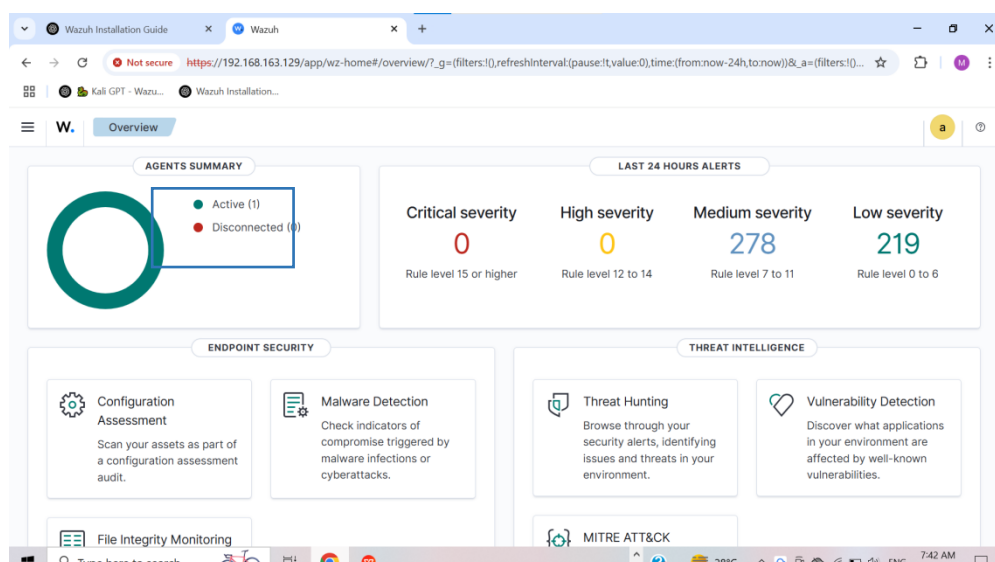 Wazuh Installation Guide
Wazuh
Not secure https://192.168.163.129/app/wz-home#/overview/?_g=(filters:!(),refreshInterval:(pause:!t,value:0),time:(from:now-24h,to:now))&_a=(filters:!()...
M
Kali GPT - Wazu...
Wazuh Installation...
W.
Overview
a
AGENTS SUMMARY
Active (1)
Disconnected (0)
LAST 24 HOURS ALERTS
Critical severity
0
Rule level 15 or higher
High severity
0
Rule level 12 to 14
Medium severity
278
Rule level 7 to 11
Low severity
219
Rule level 0 to 6
ENDPOINT SECURITY
Configuration
Assessment
Scan your assets as part of
a configuration assessment
audit.
Malware Detection
Check indicators of
compromise triggered by
malware infections or
cyberattacks.
File Integrity Monitoring
THREAT INTELLIGENCE
Threat Hunting
Browse through your
security alerts, identifying
issues and threats in your
environment.
Vulnerability Detection
Discover what applications
in your environment are
affected by well-known
vulnerabilities.
MITRE ATT&CK
Type here to search
ENG
7:42 AM